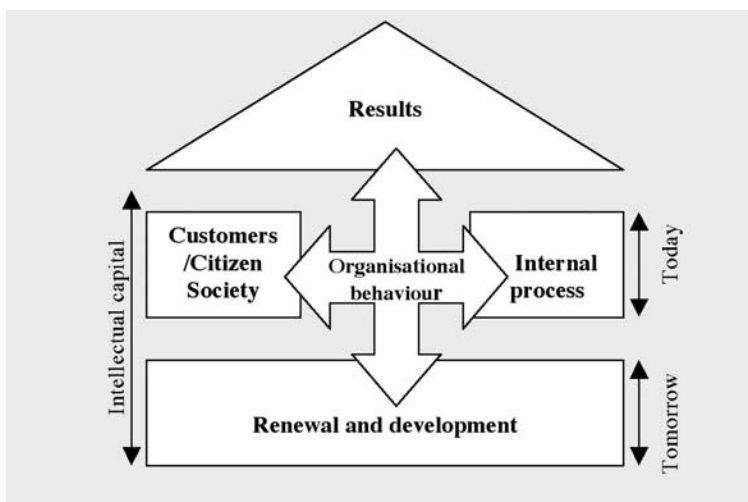 Results
Customers
/Citizen
Society
Organisational
behaviour
Internal
process
Renewal and development
Intellectual capital
Today
Tomorrow